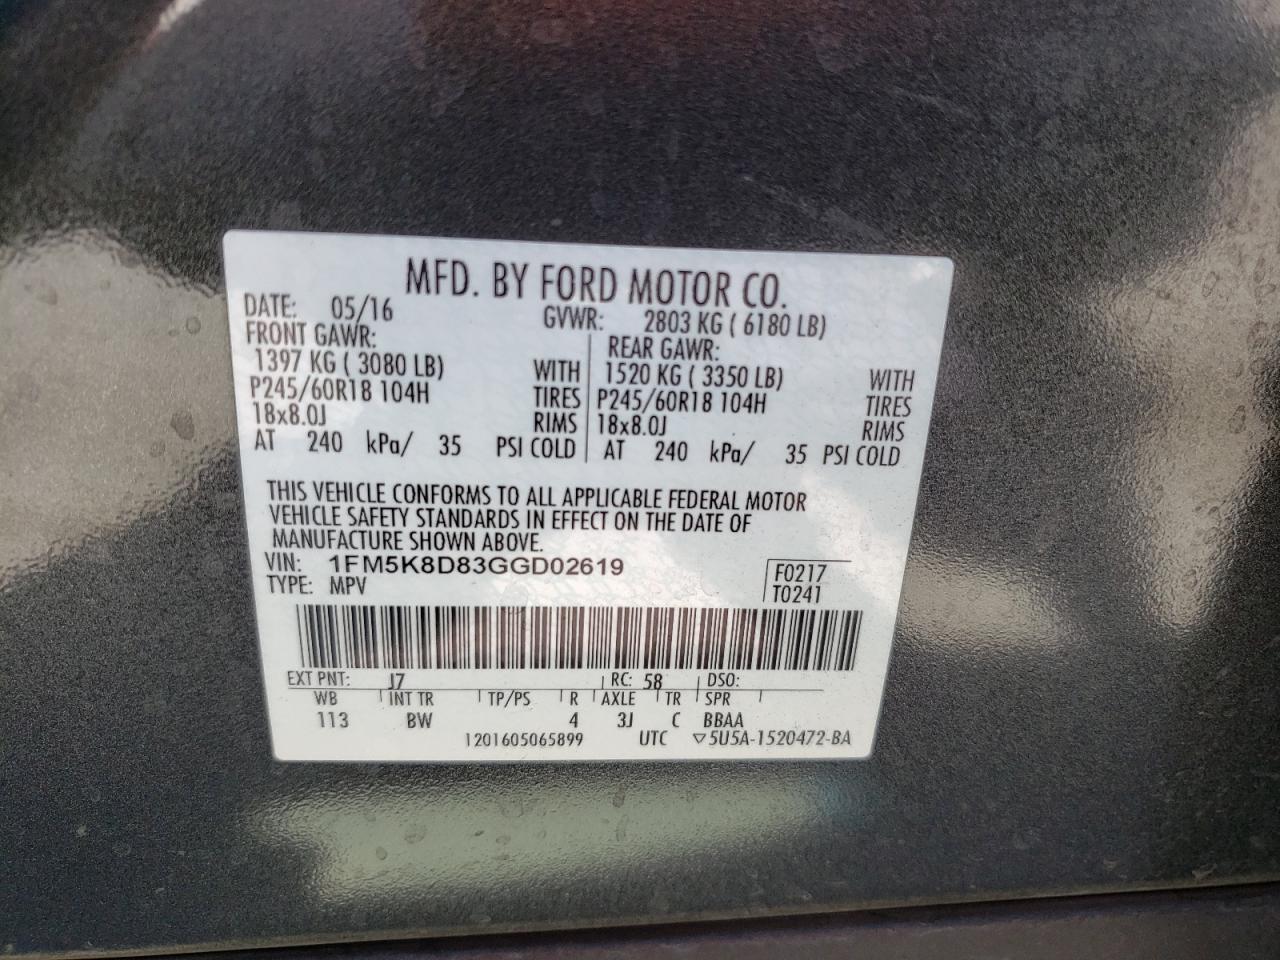 MFD. BY FORD MOTOR CO.
DATE: 05/16 GVWR: 2803 KG ( 6180 LB)
FRONT GAWR: REAR GAWR:
1397 KG ( 3080 LB) WITH 1520 KG ( 3350 LB) WITH
P245/60R18 104H TIRES P245/60R18 104H TIRES
18x8.0J RIMS 18x8.0J RIMS
AT 240 kPa/ 35 PSI COLD AT 240 kPa/ 35 PSI COLD
THIS VEHICLE CONFORMS TO ALL APPLICABLE FEDERAL MOTOR
VEHICLE SAFETY STANDARDS IN EFFECT ON THE DATE OF
MANUFACTURE SHOWN ABOVE.
VIN: 1FM5K8D83GGD02619 F0217
TYPE: MPV T0241
EXT PNT: J7 RC: 58 DSO:
WB INT TR TP/PS R AXLE TR SPR
113 BW 4 3J C BBAA
1201605065899 UTC ▽5U5A-1520472-BA